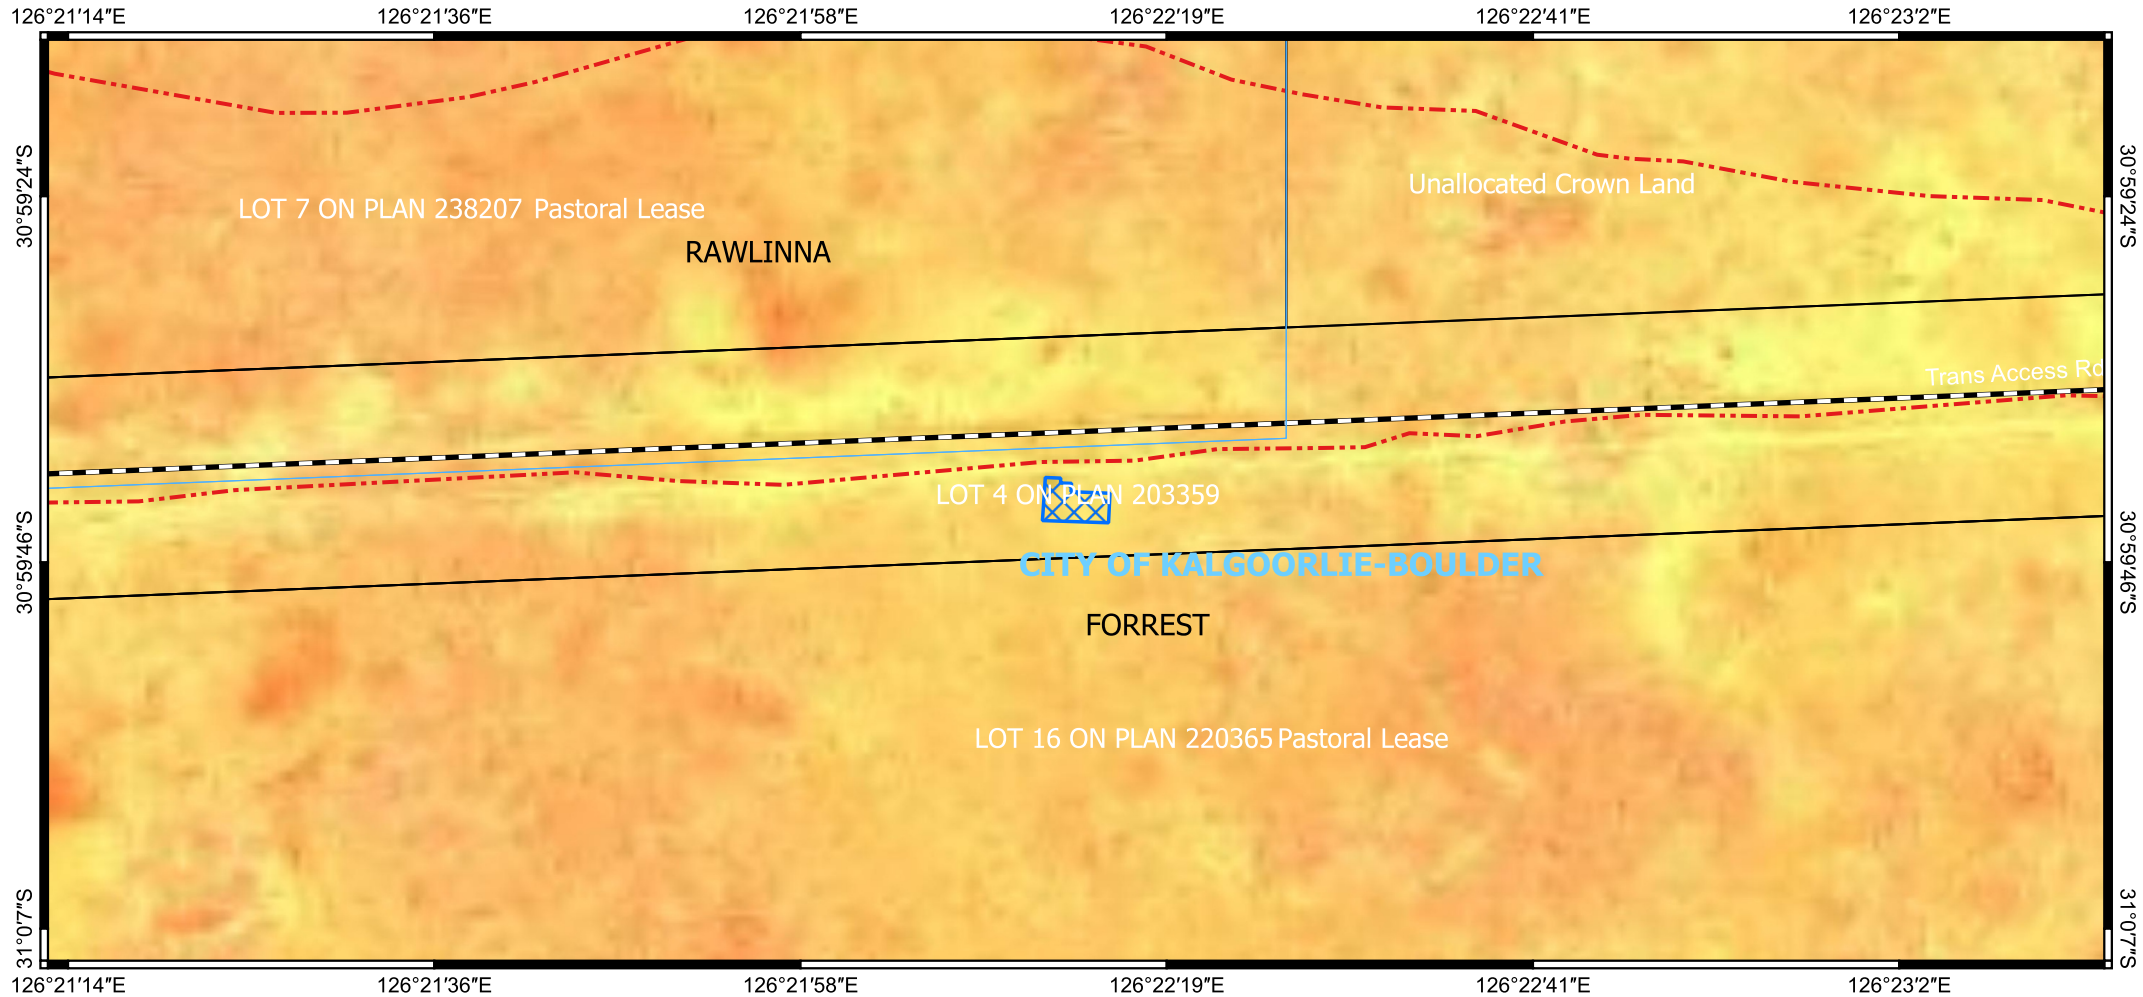 126°21′14″E 126°21′36″E 126°21′58″E 126°22′19″E 126°22′41″E 126°23′2″E
30°59′24″S
30°59′24″S
Unallocated Crown Land
LOT 7 ON PLAN 238207 Pastoral Lease
RAWLINNA
Trans Access Rd
LOT 4 ON PLAN 203359
30°59′46″S
30°59′46″S
CITY OF KALGOORLIE-BOULDER
FORREST
LOT 16 ON PLAN 220365 Pastoral Lease
31°0′7″S
31°0′7″S
126°21′14″E 126°21′36″E 126°21′58″E 126°22′19″E 126°22′41″E 126°23′2″E